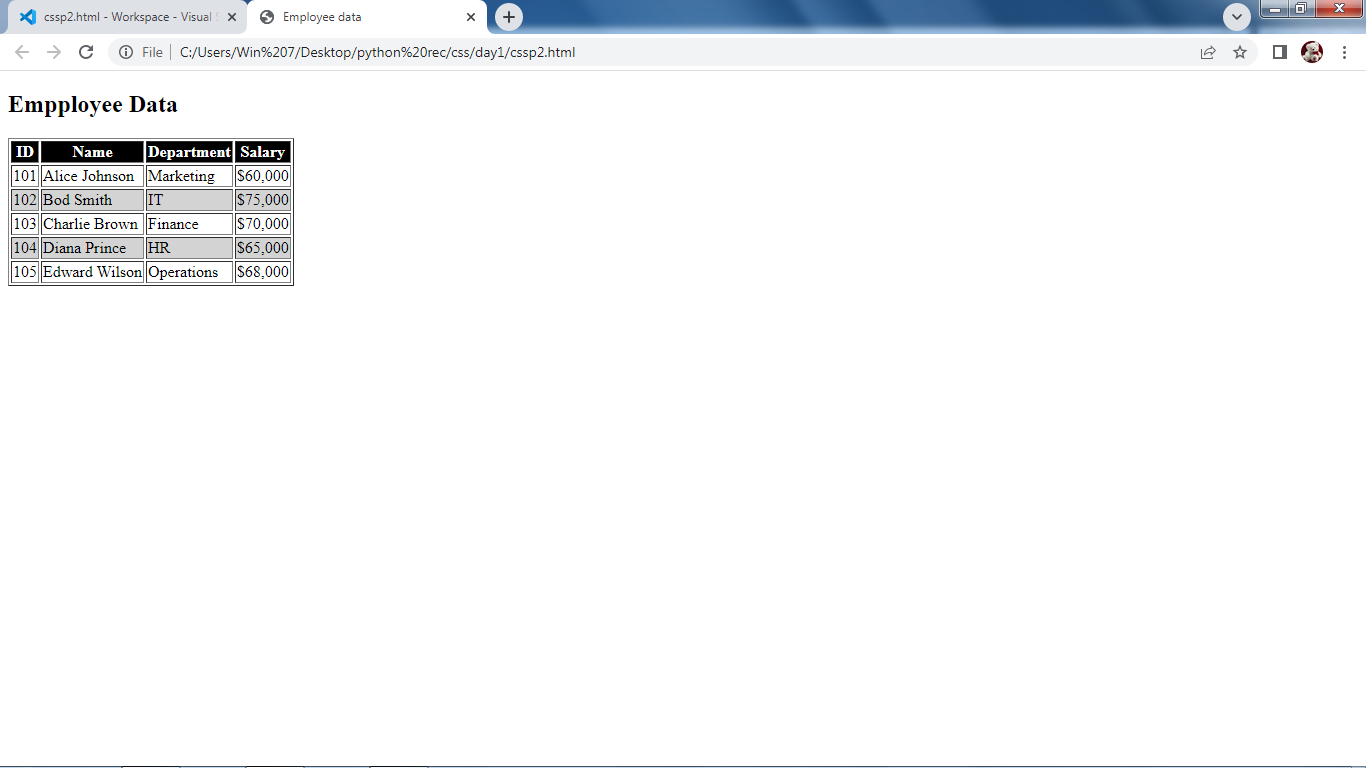 cssp2.html - Workspace - Visual
Employee data
File
C:/Users/Win%207/Desktop/python%20rec/css/day1/cssp2.html
Empployee Data
ID Name Department Salary
101 Alice Johnson Marketing $60,000
102 Bod Smith IT $75,000
103 Charlie Brown Finance $70,000
104 Diana Prince HR $65,000
105 Edward Wilson Operations $68,000